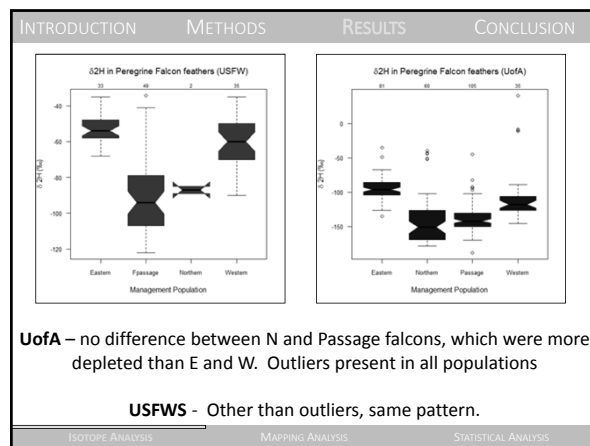 INTRODUCTION METHODS RESULTS CONCLUSION
δ2H in Peregrine Falcon feathers (USFW)
33 49 2 35
-40
-60
-80
-100
-120
δ 2H (‰)
Eastern Fpassage Northern Western
Management Population
δ2H in Peregrine Falcon feathers (UofA)
105 35
0
-50
-100
-150
δ 2H (‰)
Eastern Northern Passage Western
Management Population
UofA – no difference between N and Passage falcons, which were more
depleted than E and W. Outliers present in all populations
USFWS - Other than outliers, same pattern.
ISOTOPE ANALYSIS MAPPING ANALYSIS STATISTICAL ANALYSIS